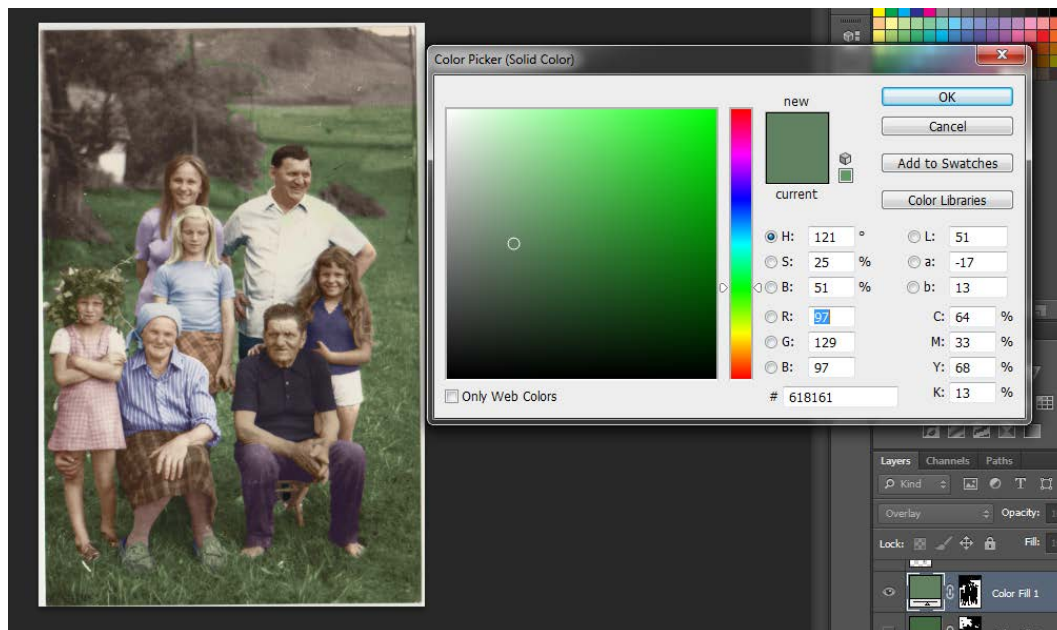 Color Picker (Solid Color)
new
current
OK
Cancel
Add to Swatches
Color Libraries
H: 121 °
S: 25 %
B: 51 %
R: 97
G: 129
B: 97
# 618161
L: 51
a: -17
b: 13
C: 64 %
M: 33 %
Y: 68 %
K: 13 %
Only Web Colors
Layers Channels Paths
Kind
Overlay Opacity:
Lock: Fill:
Color Fill 1